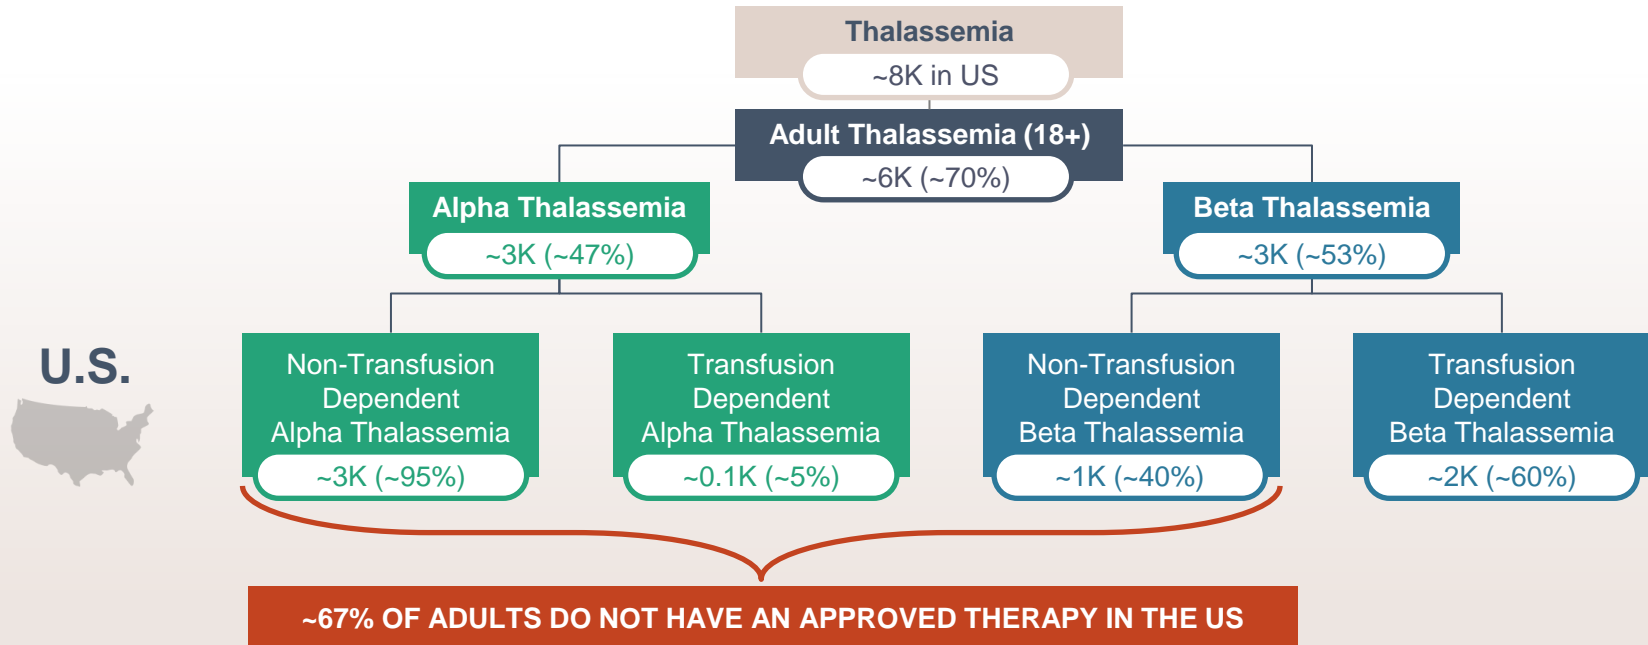 Thalassemia
~8K in US
Adult Thalassemia (18+)
~6K (~70%)
Alpha Thalassemia
~3K (~47%)
Beta Thalassemia
~3K (~53%)
U.S.
Non-Transfusion
Dependent
Alpha Thalassemia
~3K (~95%)
Transfusion
Dependent
Alpha Thalassemia
~0.1K (~5%)
Non-Transfusion
Dependent
Beta Thalassemia
~1K (~40%)
Transfusion
Dependent
Beta Thalassemia
~2K (~60%)
~67% OF ADULTS DO NOT HAVE AN APPROVED THERAPY IN THE US